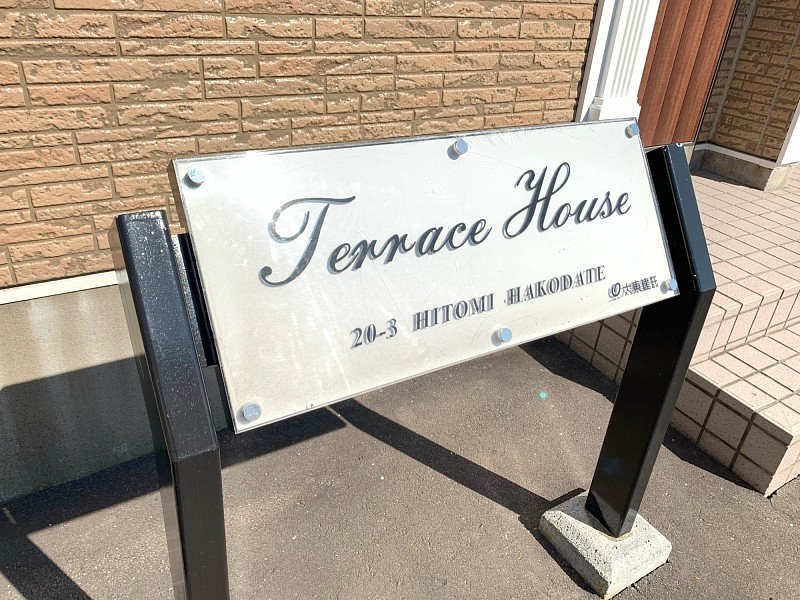 Terrace House
20-3 HITOMI HAKODATE
大東建託